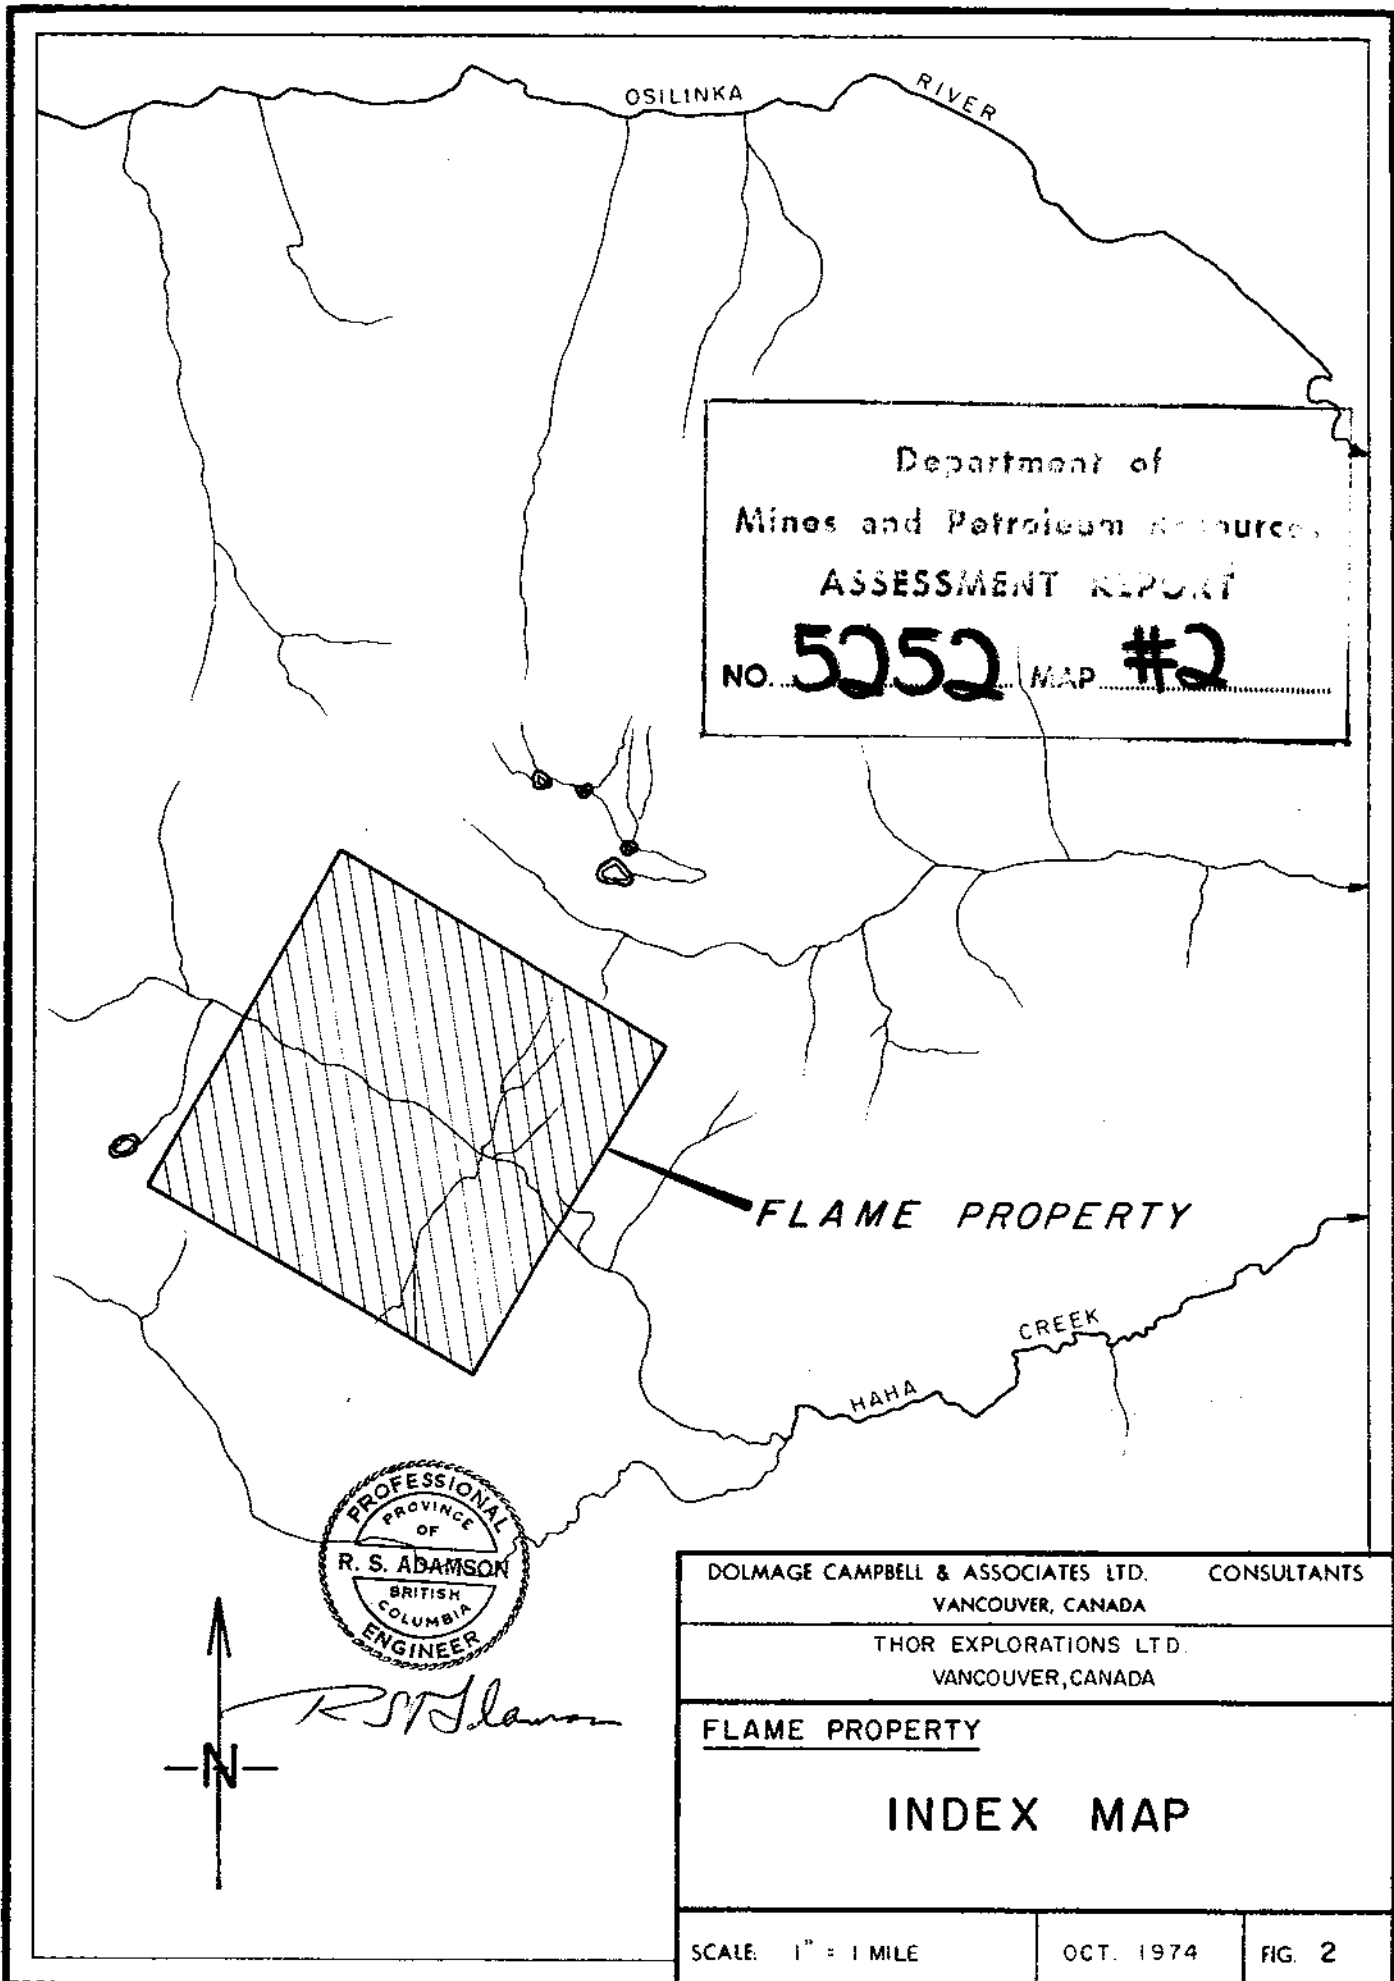 OSILINKA RIVER
Department of
Mines and Petroleum Resources
ASSESSMENT REPORT
NO. 5252 MAP #2
FLAME PROPERTY
HAHA CREEK
PROFESSIONAL
PROVINCE
OF
R. S. ADAMSON
BRITISH
COLUMBIA
ENGINEER
N
DOLMAGE CAMPBELL & ASSOCIATES LTD. CONSULTANTS
VANCOUVER, CANADA
THOR EXPLORATIONS LTD.
VANCOUVER, CANADA
FLAME PROPERTY
INDEX MAP
SCALE: 1" = 1 MILE
OCT. 1974
FIG. 2